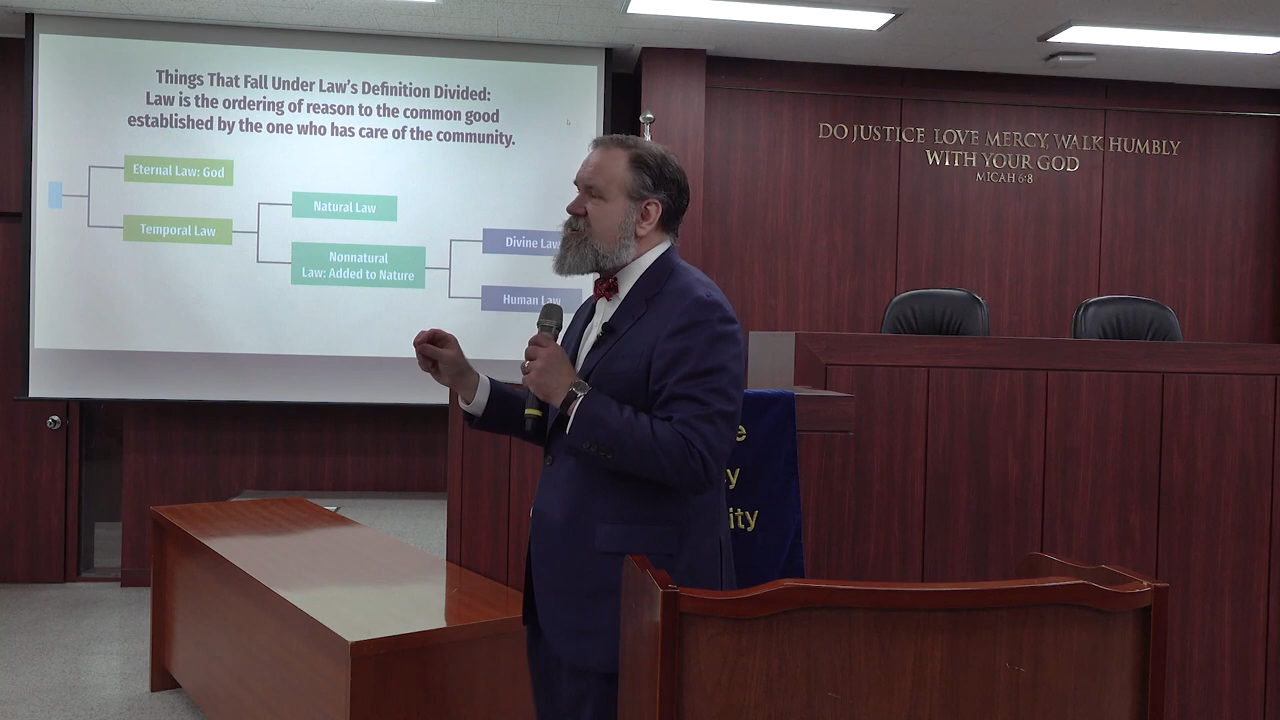 Things That Fall Under Law's Definition Divided:
Law is the ordering of reason to the common good
established by the one who has care of the community.
Eternal Law: God
Temporal Law
Natural Law
Nonnatural
Law: Added to Nature
Divine Law
Human Law
DO JUSTICE LOVE MERCY, WALK HUMBLY
WITH YOUR GOD
MICAH 6:8